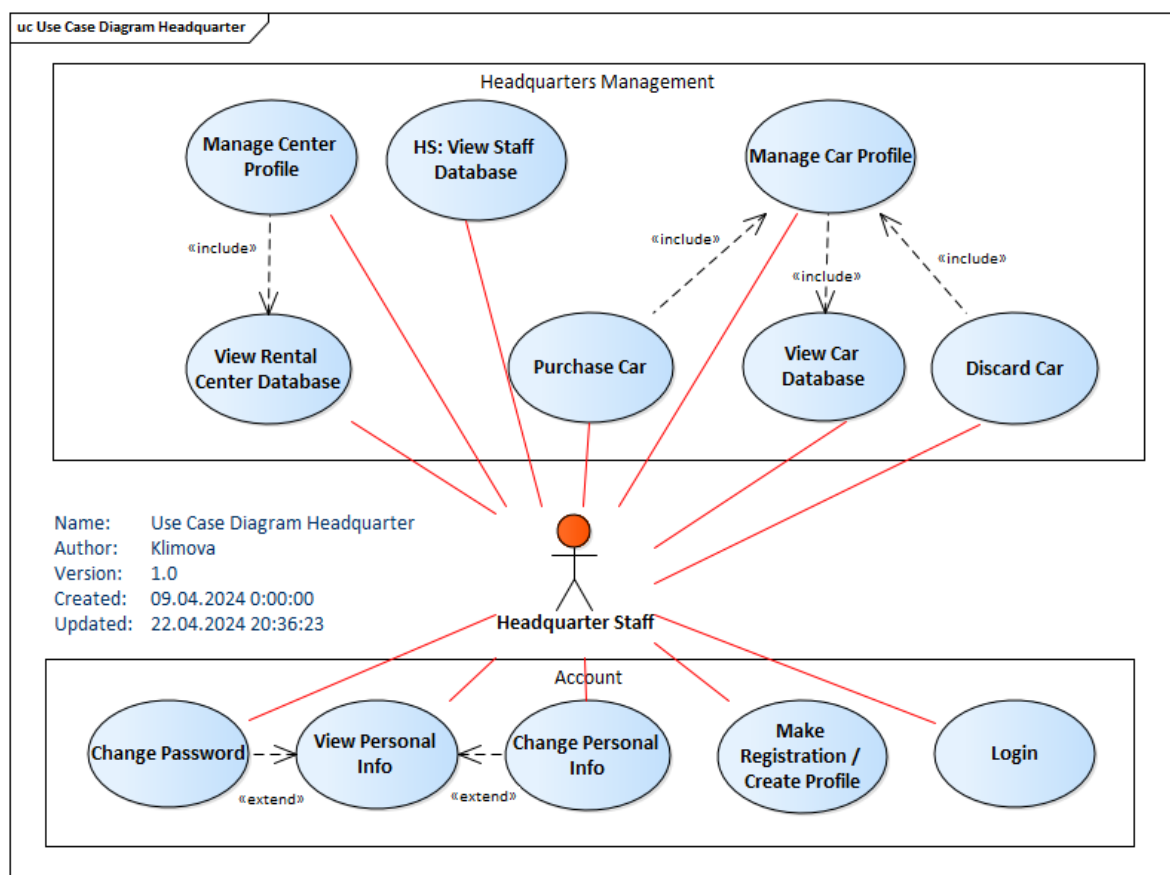 uc Use Case Diagram Headquarter
Headquarters Management
Manage Center
Profile
HS: View Staff
Database
Manage Car Profile
«include»
«include»
«include»
«include»
View Rental
Center Database
Purchase Car
View Car
Database
Discard Car
Name: Use Case Diagram Headquarter
Author: Klimova
Version: 1.0
Created: 09.04.2024 0:00:00
Updated: 22.04.2024 20:36:23
Headquarter Staff
Account
Change Password
View Personal
Info
Change Personal
Info
Make
Registration /
Create Profile
Login
«extend»
«extend»